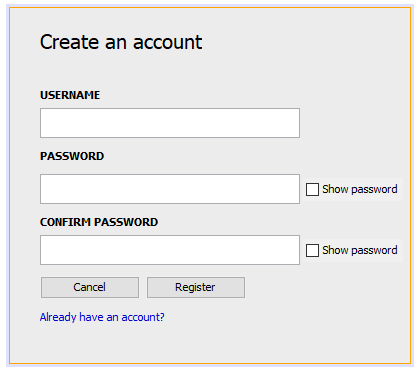 Create an account
USERNAME
PASSWORD
Show password
CONFIRM PASSWORD
Show password
Cancel Register
Already have an account?